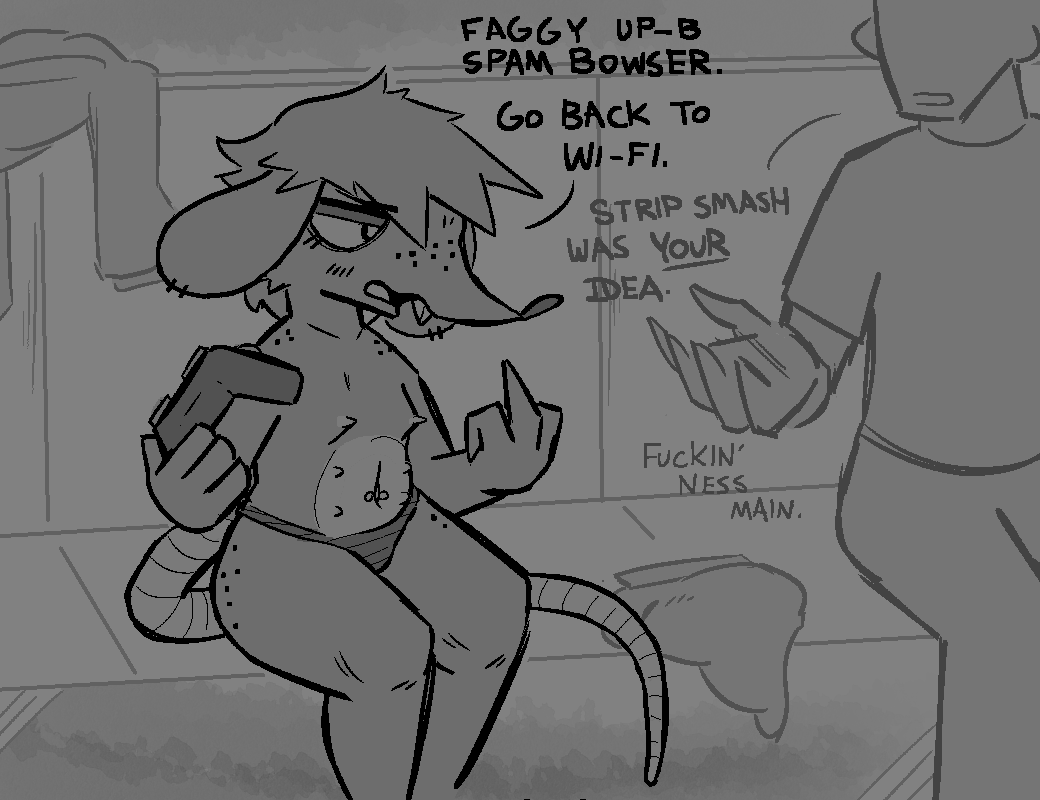 FAGGY UP-B
SPAM BOWSER.
GO BACK TO
WI-FI.
STRIP SMASH
WAS YOUR
IDEA.
FUCKIN'
NESS
MAIN.